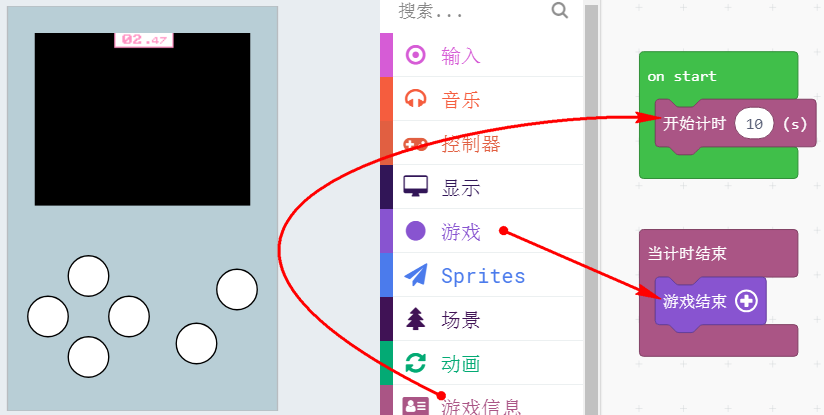 02.47
搜索...
输入
音乐
控制器
显示
游戏
Sprites
场景
动画
游戏信息
on start
开始计时 10 (s)
当计时结束
游戏结束